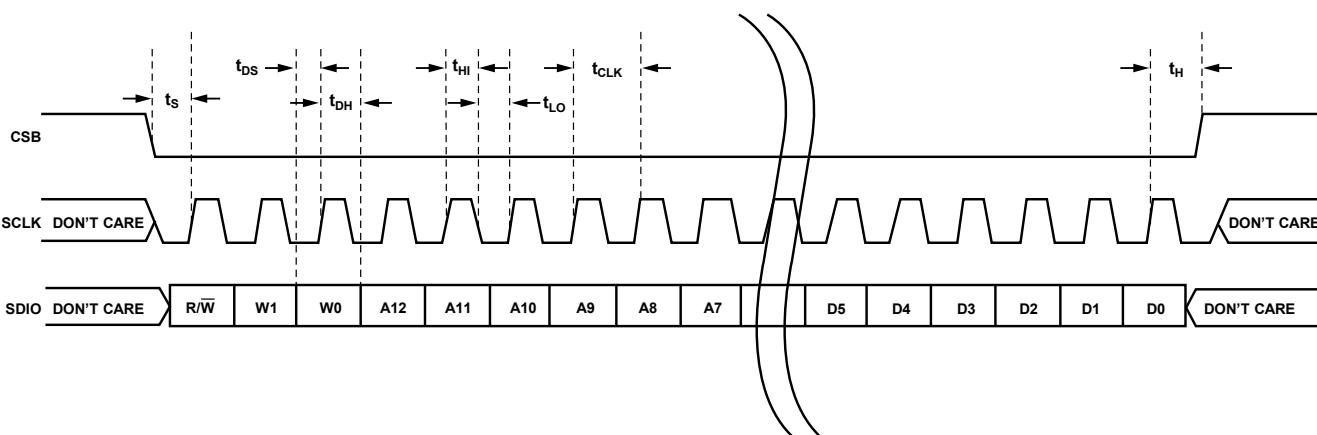 tDS tHI tCLK tH
tS tDH tLO
CSB
SCLK DON'T CARE DON'T CARE
SDIO DON'T CARE R/W̅ W1 W0 A12 A11 A10 A9 A8 A7 D5 D4 D3 D2 D1 D0 DON'T CARE